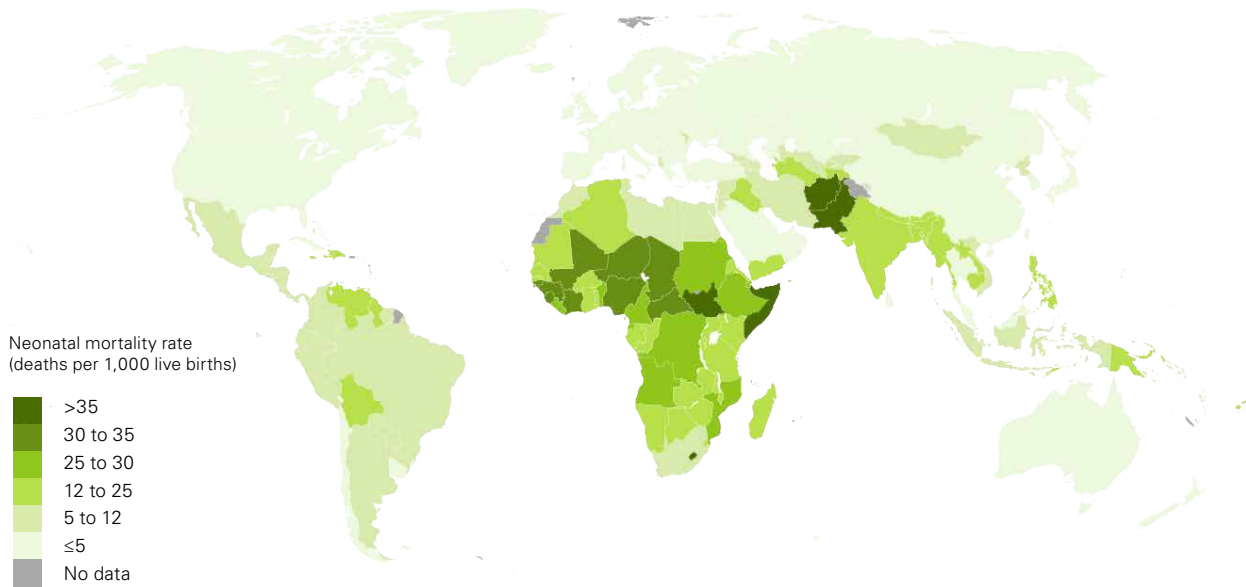 Neonatal mortality rate
(deaths per 1,000 live births)
>35
30 to 35
25 to 30
12 to 25
5 to 12
≤5
No data